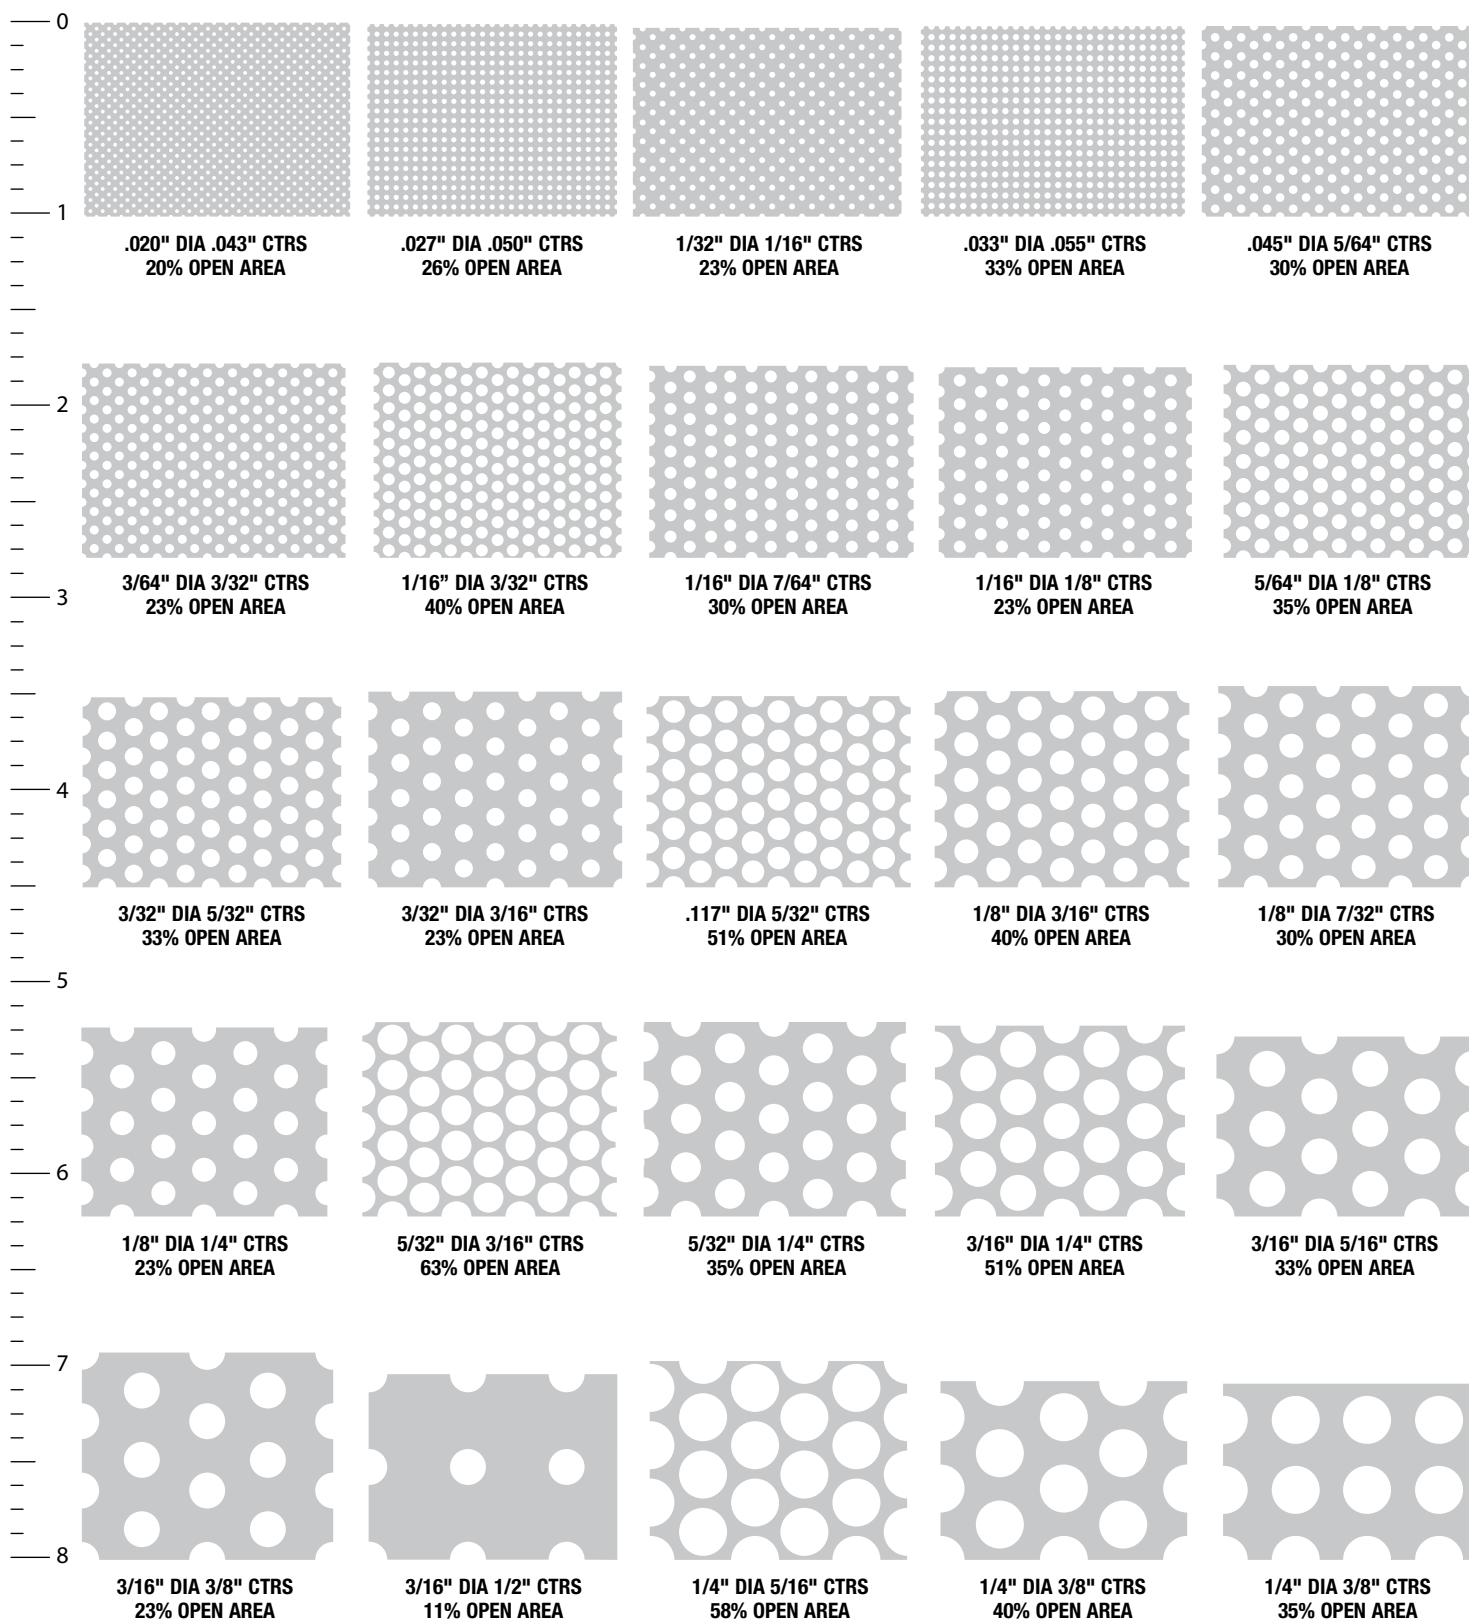 0
.020" DIA .043" CTRS
20% OPEN AREA
.027" DIA .050" CTRS
26% OPEN AREA
1/32" DIA 1/16" CTRS
23% OPEN AREA
.033" DIA .055" CTRS
33% OPEN AREA
.045" DIA 5/64" CTRS
30% OPEN AREA
1
2
3/64" DIA 3/32" CTRS
23% OPEN AREA
1/16” DIA 3/32" CTRS
40% OPEN AREA
1/16" DIA 7/64" CTRS
30% OPEN AREA
1/16" DIA 1/8" CTRS
23% OPEN AREA
5/64" DIA 1/8" CTRS
35% OPEN AREA
3
4
3/32" DIA 5/32" CTRS
33% OPEN AREA
3/32" DIA 3/16" CTRS
23% OPEN AREA
.117" DIA 5/32" CTRS
51% OPEN AREA
1/8" DIA 3/16" CTRS
40% OPEN AREA
1/8" DIA 7/32" CTRS
30% OPEN AREA
5
6
1/8" DIA 1/4" CTRS
23% OPEN AREA
5/32" DIA 3/16" CTRS
63% OPEN AREA
5/32" DIA 1/4" CTRS
35% OPEN AREA
3/16" DIA 1/4" CTRS
51% OPEN AREA
3/16" DIA 5/16" CTRS
33% OPEN AREA
7
8
3/16" DIA 3/8" CTRS
23% OPEN AREA
3/16" DIA 1/2" CTRS
11% OPEN AREA
1/4" DIA 5/16" CTRS
58% OPEN AREA
1/4" DIA 3/8" CTRS
40% OPEN AREA
1/4" DIA 3/8" CTRS
35% OPEN AREA